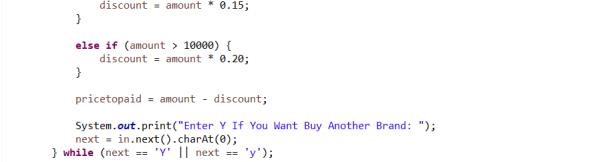 discount = amount * 0.15;
}
else if (amount > 10000) {
discount = amount * 0.20;
}
pricetopaid = amount - discount;
System.out.print("Enter Y If You Want Buy Another Brand: ");
next = in.next().charAt(0);
} while (next == 'Y' || next == 'y');